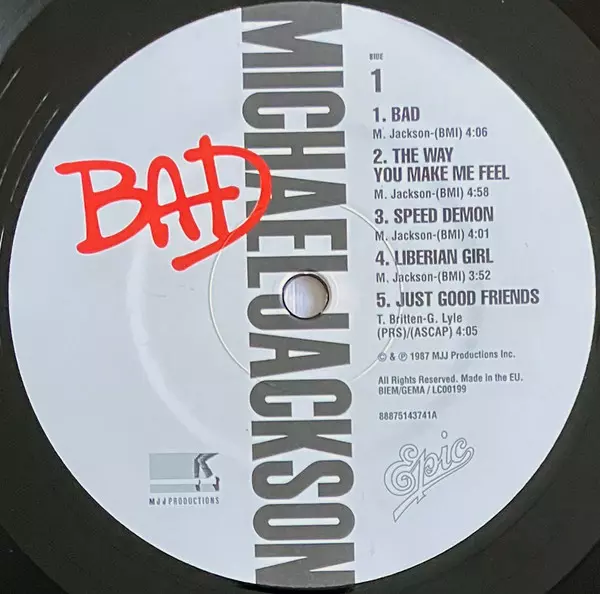 BAD
MICHAEL JACKSON
SIDE
1
1. BAD
M. Jackson-(BMI) 4:06
2. THE WAY
YOU MAKE ME FEEL
M. Jackson-(BMI) 4:58
3. SPEED DEMON
M. Jackson-(BMI) 4:01
4. LIBERIAN GIRL
M. Jackson-(BMI) 3:52
5. JUST GOOD FRIENDS
T. Britten-G. Lyle
(PRS)/(ASCAP) 4:05
© & ℗ 1987 MJJ Productions Inc.
All Rights Reserved. Made in the EU.
BIEM/GEMA / LC00199
88875143741A
Epic
MJJ PRODUCTIONS